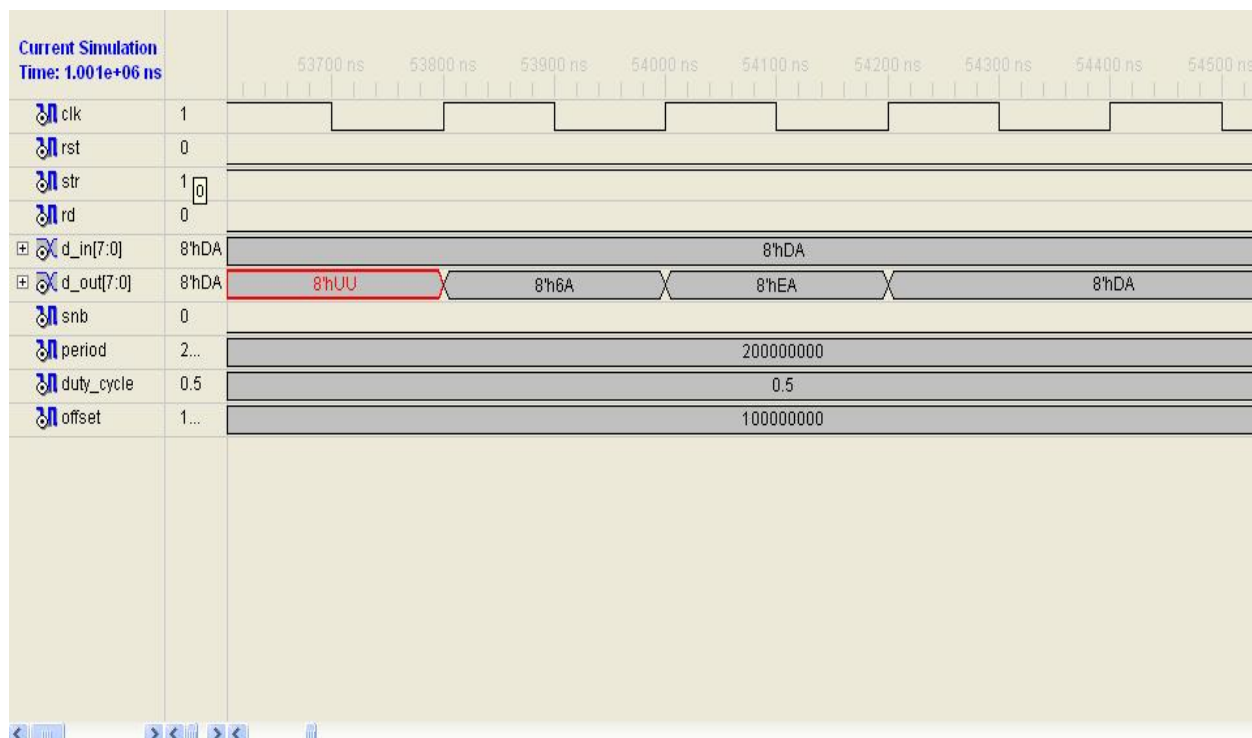 Current Simulation
Time: 1.001e+06 ns
53700 ns 53800 ns 53900 ns 54000 ns 54100 ns 54200 ns 54300 ns 54400 ns 54500 ns
clk 1
rst 0
str 1 0
rd 0
d_in[7:0] 8'hDA 8'hDA
d_out[7:0] 8'hDA 8'hUU 8'h6A 8'hEA 8'hDA
snb 0
period 2... 200000000
duty_cycle 0.5 0.5
offset 1... 100000000